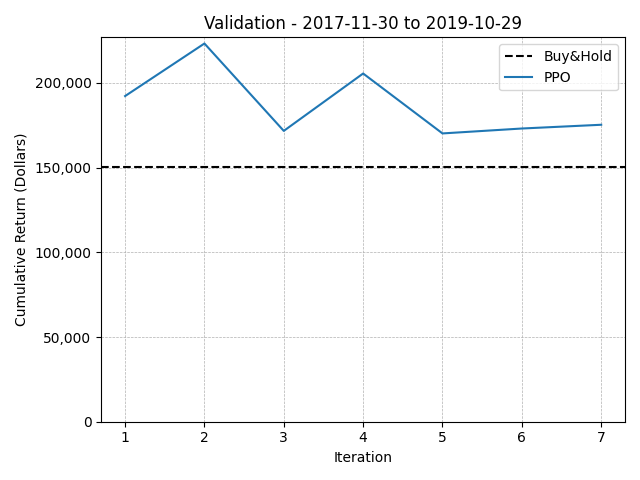 Validation - 2017-11-30 to 2019-10-29
Buy&Hold
PPO
200,000
150,000
100,000
50,000
0
Cumulative Return (Dollars)
1 2 3 4 5 6 7
Iteration